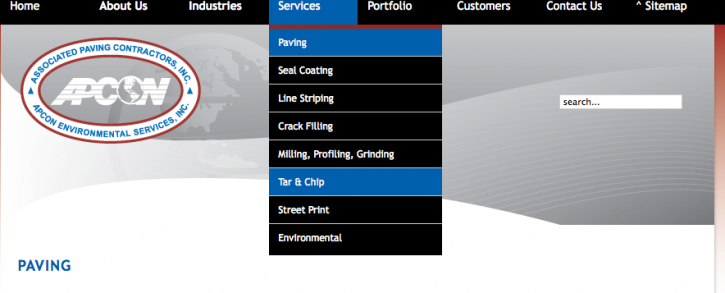 Home About Us Industries Services Portfolio Customers Contact Us ^ Sitemap
Paving
Seal Coating
Line Striping
Crack Filling
Milling, Profiling, Grinding
Tar & Chip
Street Print
Environmental
ASSOCIATED PAVING CONTRACTORS, INC.
APCON
APCON ENVIRONMENTAL SERVICES, INC.
search...
PAVING